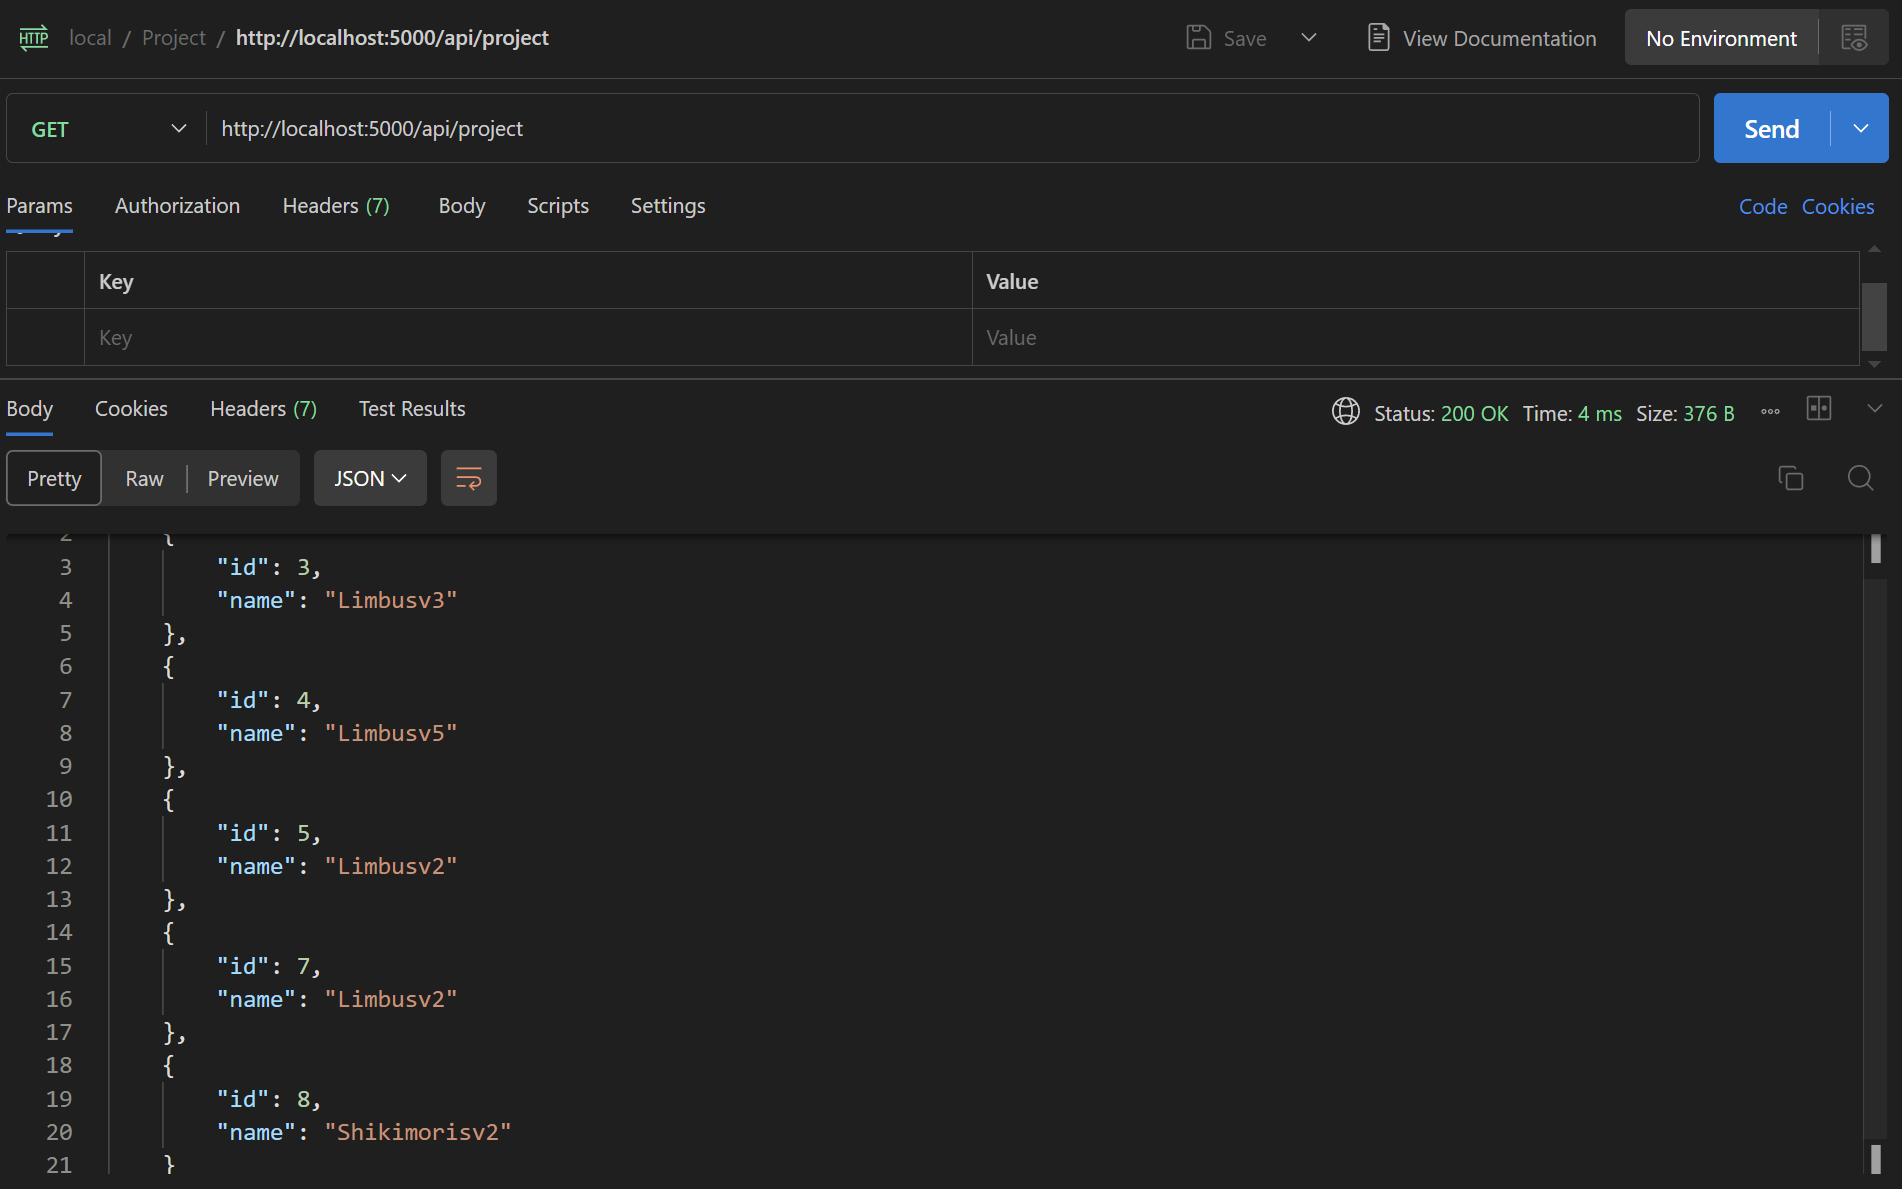 HTTP local / Project / http://localhost:5000/api/project Save View Documentation No Environment
GET http://localhost:5000/api/project Send
Params Authorization Headers (7) Body Scripts Settings Code Cookies
Key Value
Key Value
Body Cookies Headers (7) Test Results Status: 200 OK Time: 4 ms Size: 376 B
Pretty Raw Preview JSON
2 {
3 "id": 3,
4 "name": "Limbusv3"
5 },
6 {
7 "id": 4,
8 "name": "Limbusv5"
9 },
10 {
11 "id": 5,
12 "name": "Limbusv2"
13 },
14 {
15 "id": 7,
16 "name": "Limbusv2"
17 },
18 {
19 "id": 8,
20 "name": "Shikimorisv2"
21 }